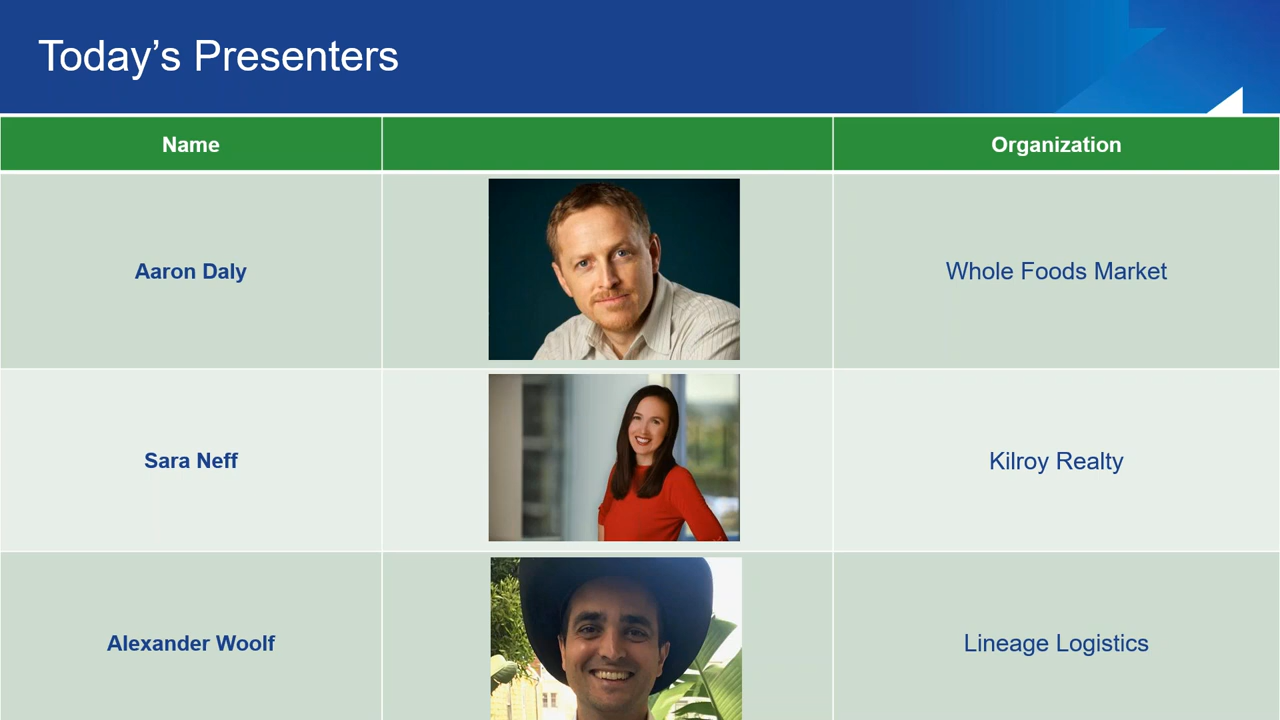 Today’s Presenters
Name
Organization
Aaron Daly
Whole Foods Market
Sara Neff
Kilroy Realty
Alexander Woolf
Lineage Logistics